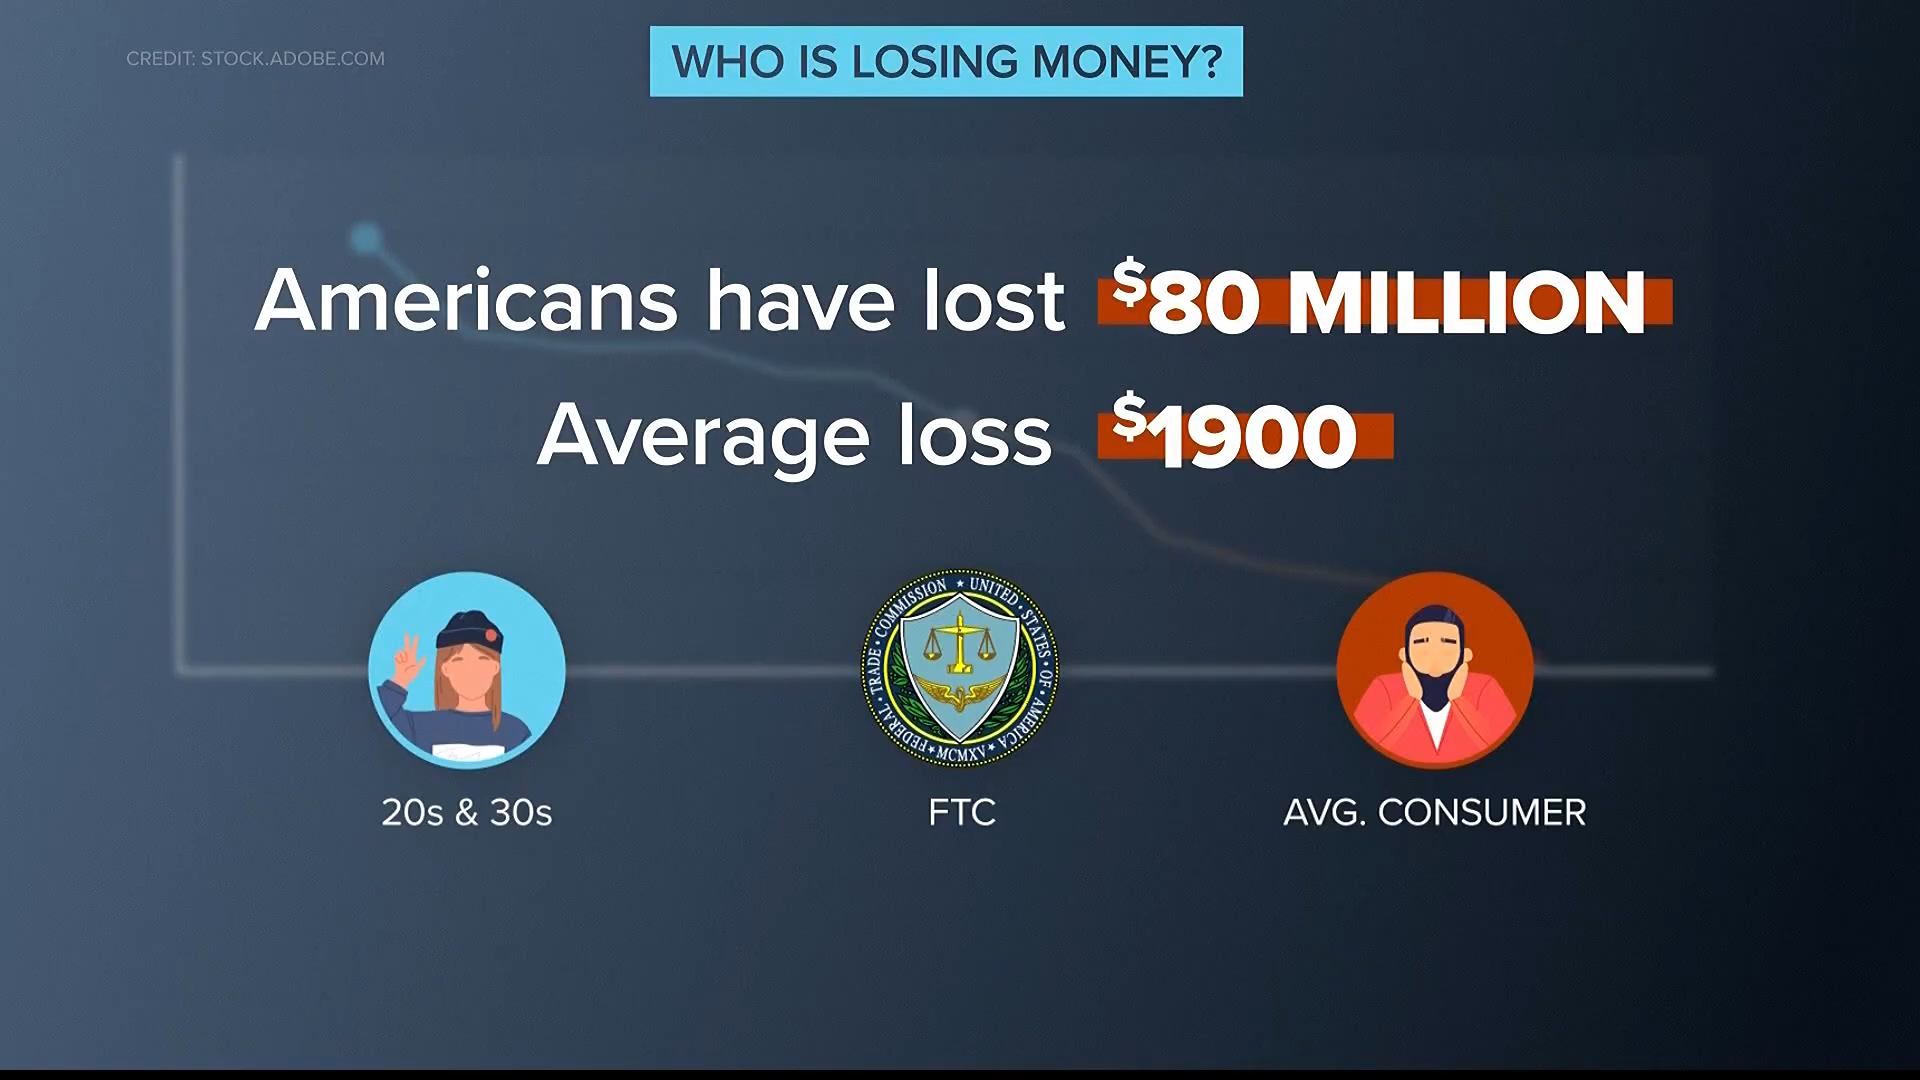 CREDIT: STOCK.ADOBE.COM
WHO IS LOSING MONEY?
Americans have lost $80 MILLION
Average loss $1900
FEDERAL • TRADE • COMMISSION ★ UNITED • STATES • OF • AMERICA ★ MCMXV ★
20s & 30s
FTC
AVG. CONSUMER